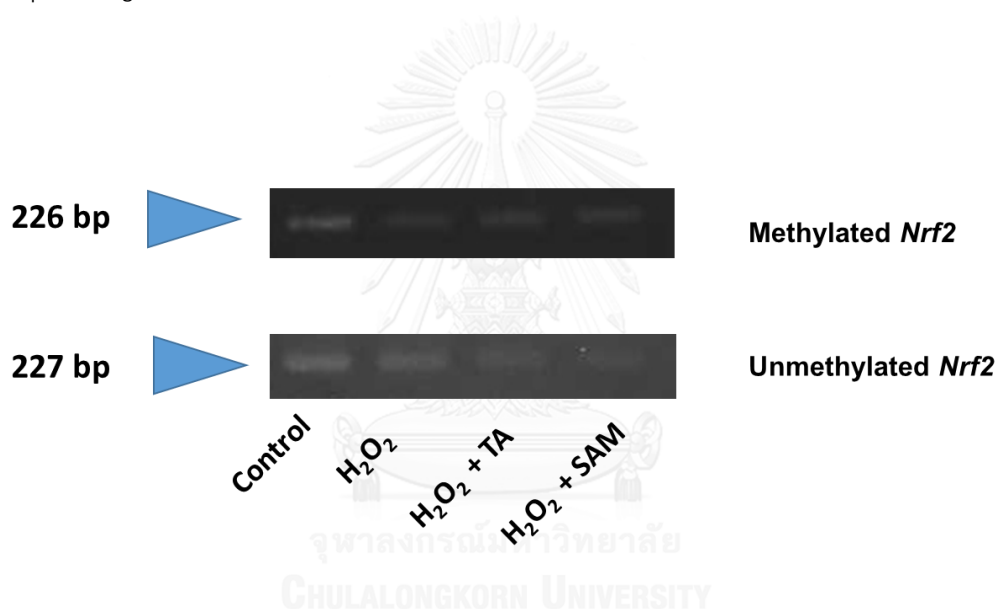 226 bp
Methylated Nrf2
227 bp
Unmethylated Nrf2
Control
H₂O₂
H₂O₂ + TA
H₂O₂ + SAM
จุฬาลงกรณ์มหาวิทยาลัย
CHULALONGKORN UNIVERSITY